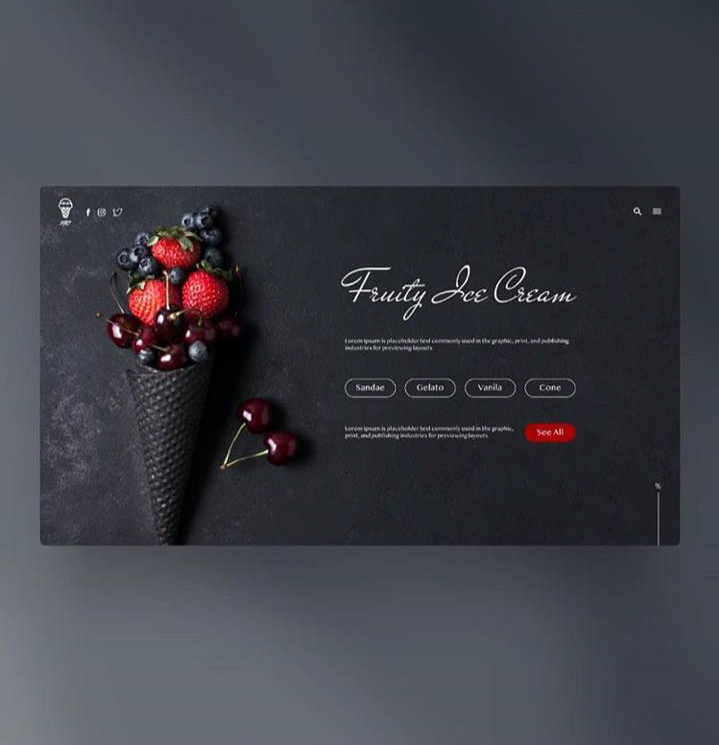 Fruity Ice Cream
Lorem ipsum is placeholder text commonly used in the graphic, print, and publishing
industries for previewing layouts
Sandae
Gelato
Vanila
Cone
Lorem ipsum is placeholder text commonly used in the graphic,
print, and publishing industries for previewing layouts
See All